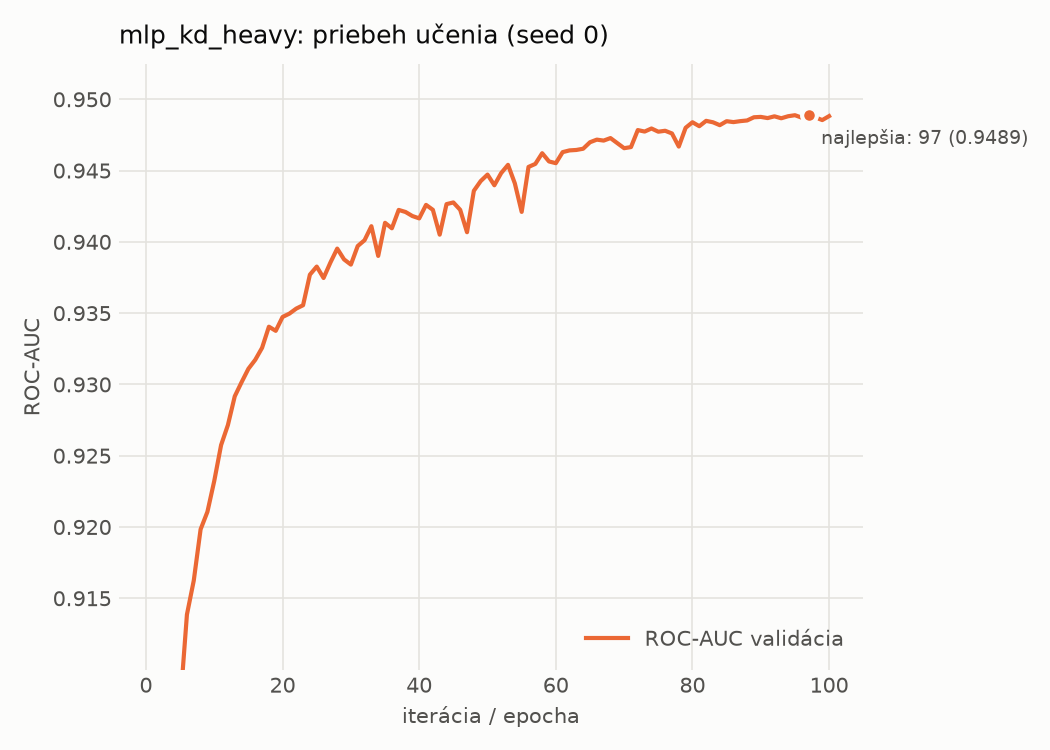 mlp_kd_heavy: priebeh učenia (seed 0)
ROC-AUC
0.950
0.945
0.940
0.935
0.930
0.925
0.920
0.915
najlepšia: 97 (0.9489)
ROC-AUC validácia
0 20 40 60 80 100
iterácia / epocha